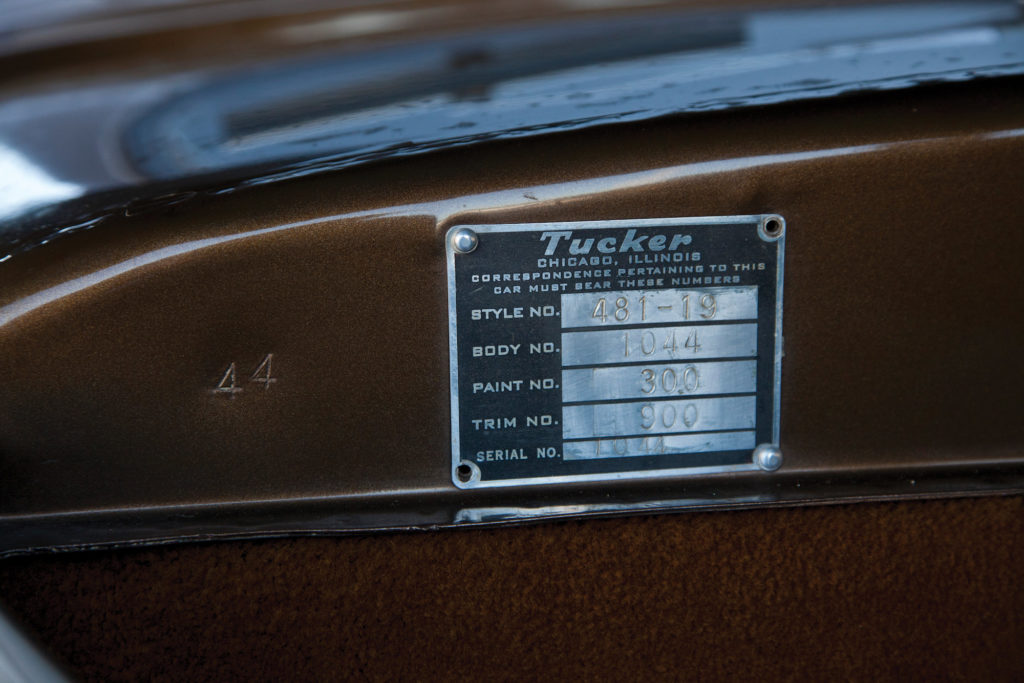 Tucker
CHICAGO, ILLINOIS
CORRESPONDENCE PERTAINING TO THIS
CAR MUST BEAR THESE NUMBERS
STYLE NO. 481-19
BODY NO. 1044
44
PAINT NO. 300
TRIM NO. 900
SERIAL NO. 1044